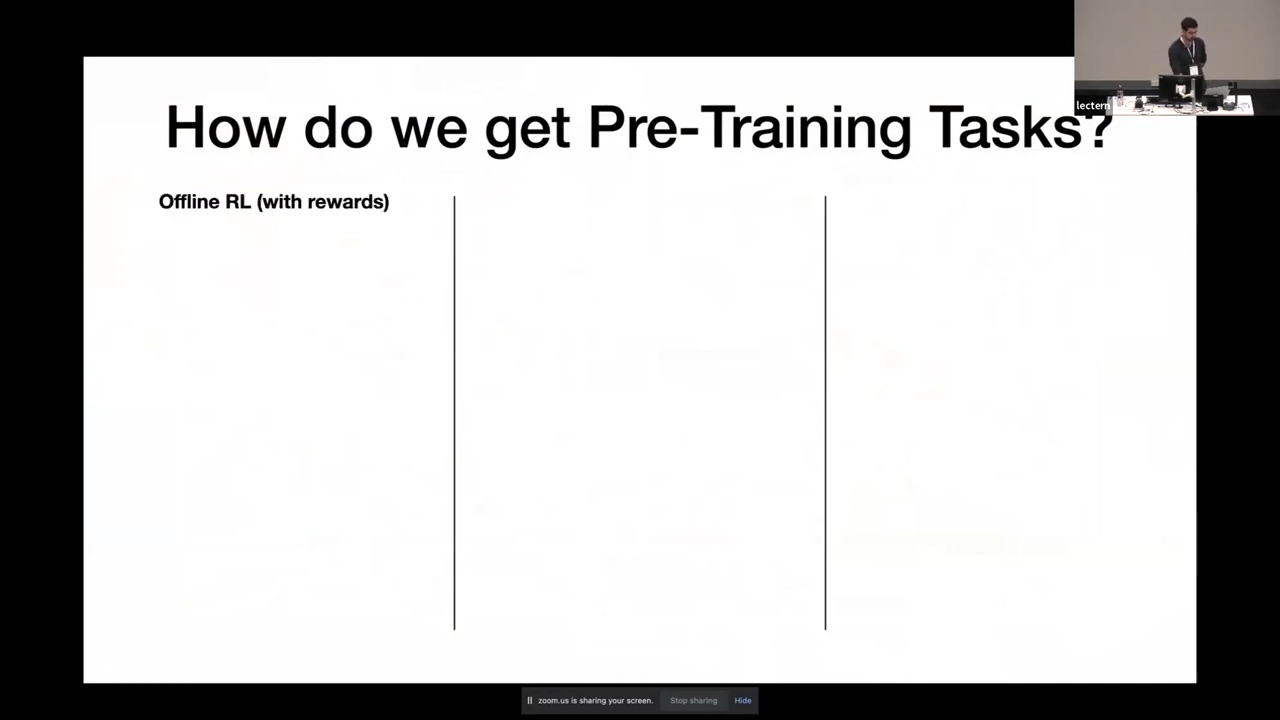 How do we get Pre-Training Tasks?
lectern
Offline RL (with rewards)
zoom.us is sharing your screen. Stop sharing Hide